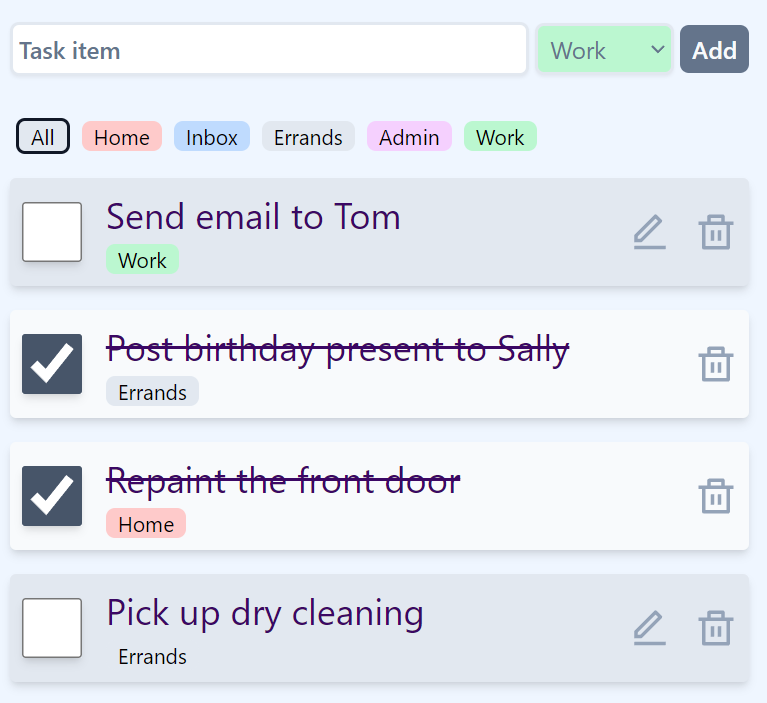 Task item Work Add
All Home Inbox Errands Admin Work
Send email to Tom
Work
Post birthday present to Sally
Errands
Repaint the front door
Home
Pick up dry cleaning
Errands